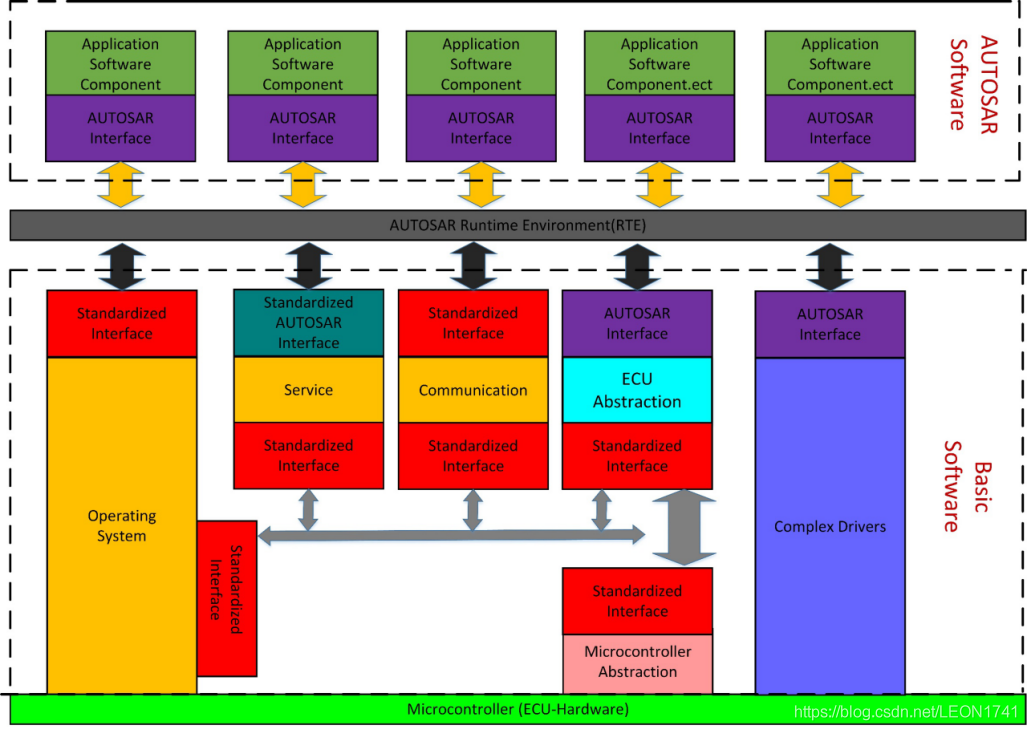 Application
Software
Component
AUTOSAR
Interface
Application
Software
Component
AUTOSAR
Interface
Application
Software
Component
AUTOSAR
Interface
Application
Software
Component.ect
AUTOSAR
Interface
Application
Software
Component.ect
AUTOSAR
Interface
AUTOSAR
Software
AUTOSAR Runtime Environment(RTE)
Standardized
Interface
Operating
System
Standardized
Interface
Standardized
AUTOSAR
Interface
Service
Standardized
Interface
Standardized
Interface
Communication
Standardized
Interface
AUTOSAR
Interface
ECU
Abstraction
Standardized
Interface
Standardized
Interface
Microcontroller
Abstraction
AUTOSAR
Interface
Complex Drivers
Basic
Software
Microcontroller (ECU-Hardware)
https://blog.csdn.net/LEON1741